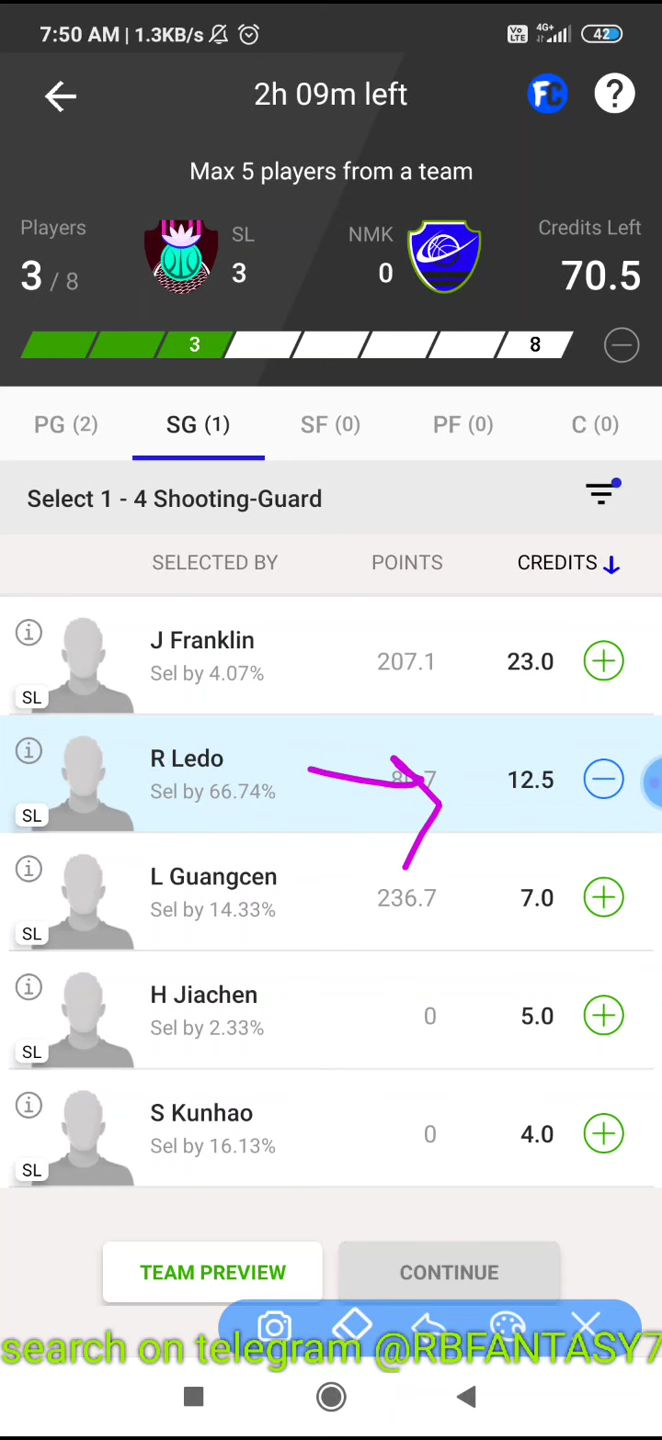 7:50 AM | 1.3KB/s Vo LTE 4G+ 42
2h 09m left FC ?
Max 5 players from a team
Players SL NMK Credits Left
3 / 8 3 0 70.5
3 8
PG (2) SG (1) SF (0) PF (0) C (0)
Select 1 - 4 Shooting-Guard
SELECTED BY POINTS CREDITS
J Franklin
Sel by 4.07% 207.1 23.0
SL
R Ledo
Sel by 66.74% 12.5
SL
L Guangcen
Sel by 14.33% 236.7 7.0
SL
H Jiachen
Sel by 2.33% 0 5.0
SL
S Kunhao
Sel by 16.13% 0 4.0
SL
TEAM PREVIEW CONTINUE
search on telegram @RBFANTASY7